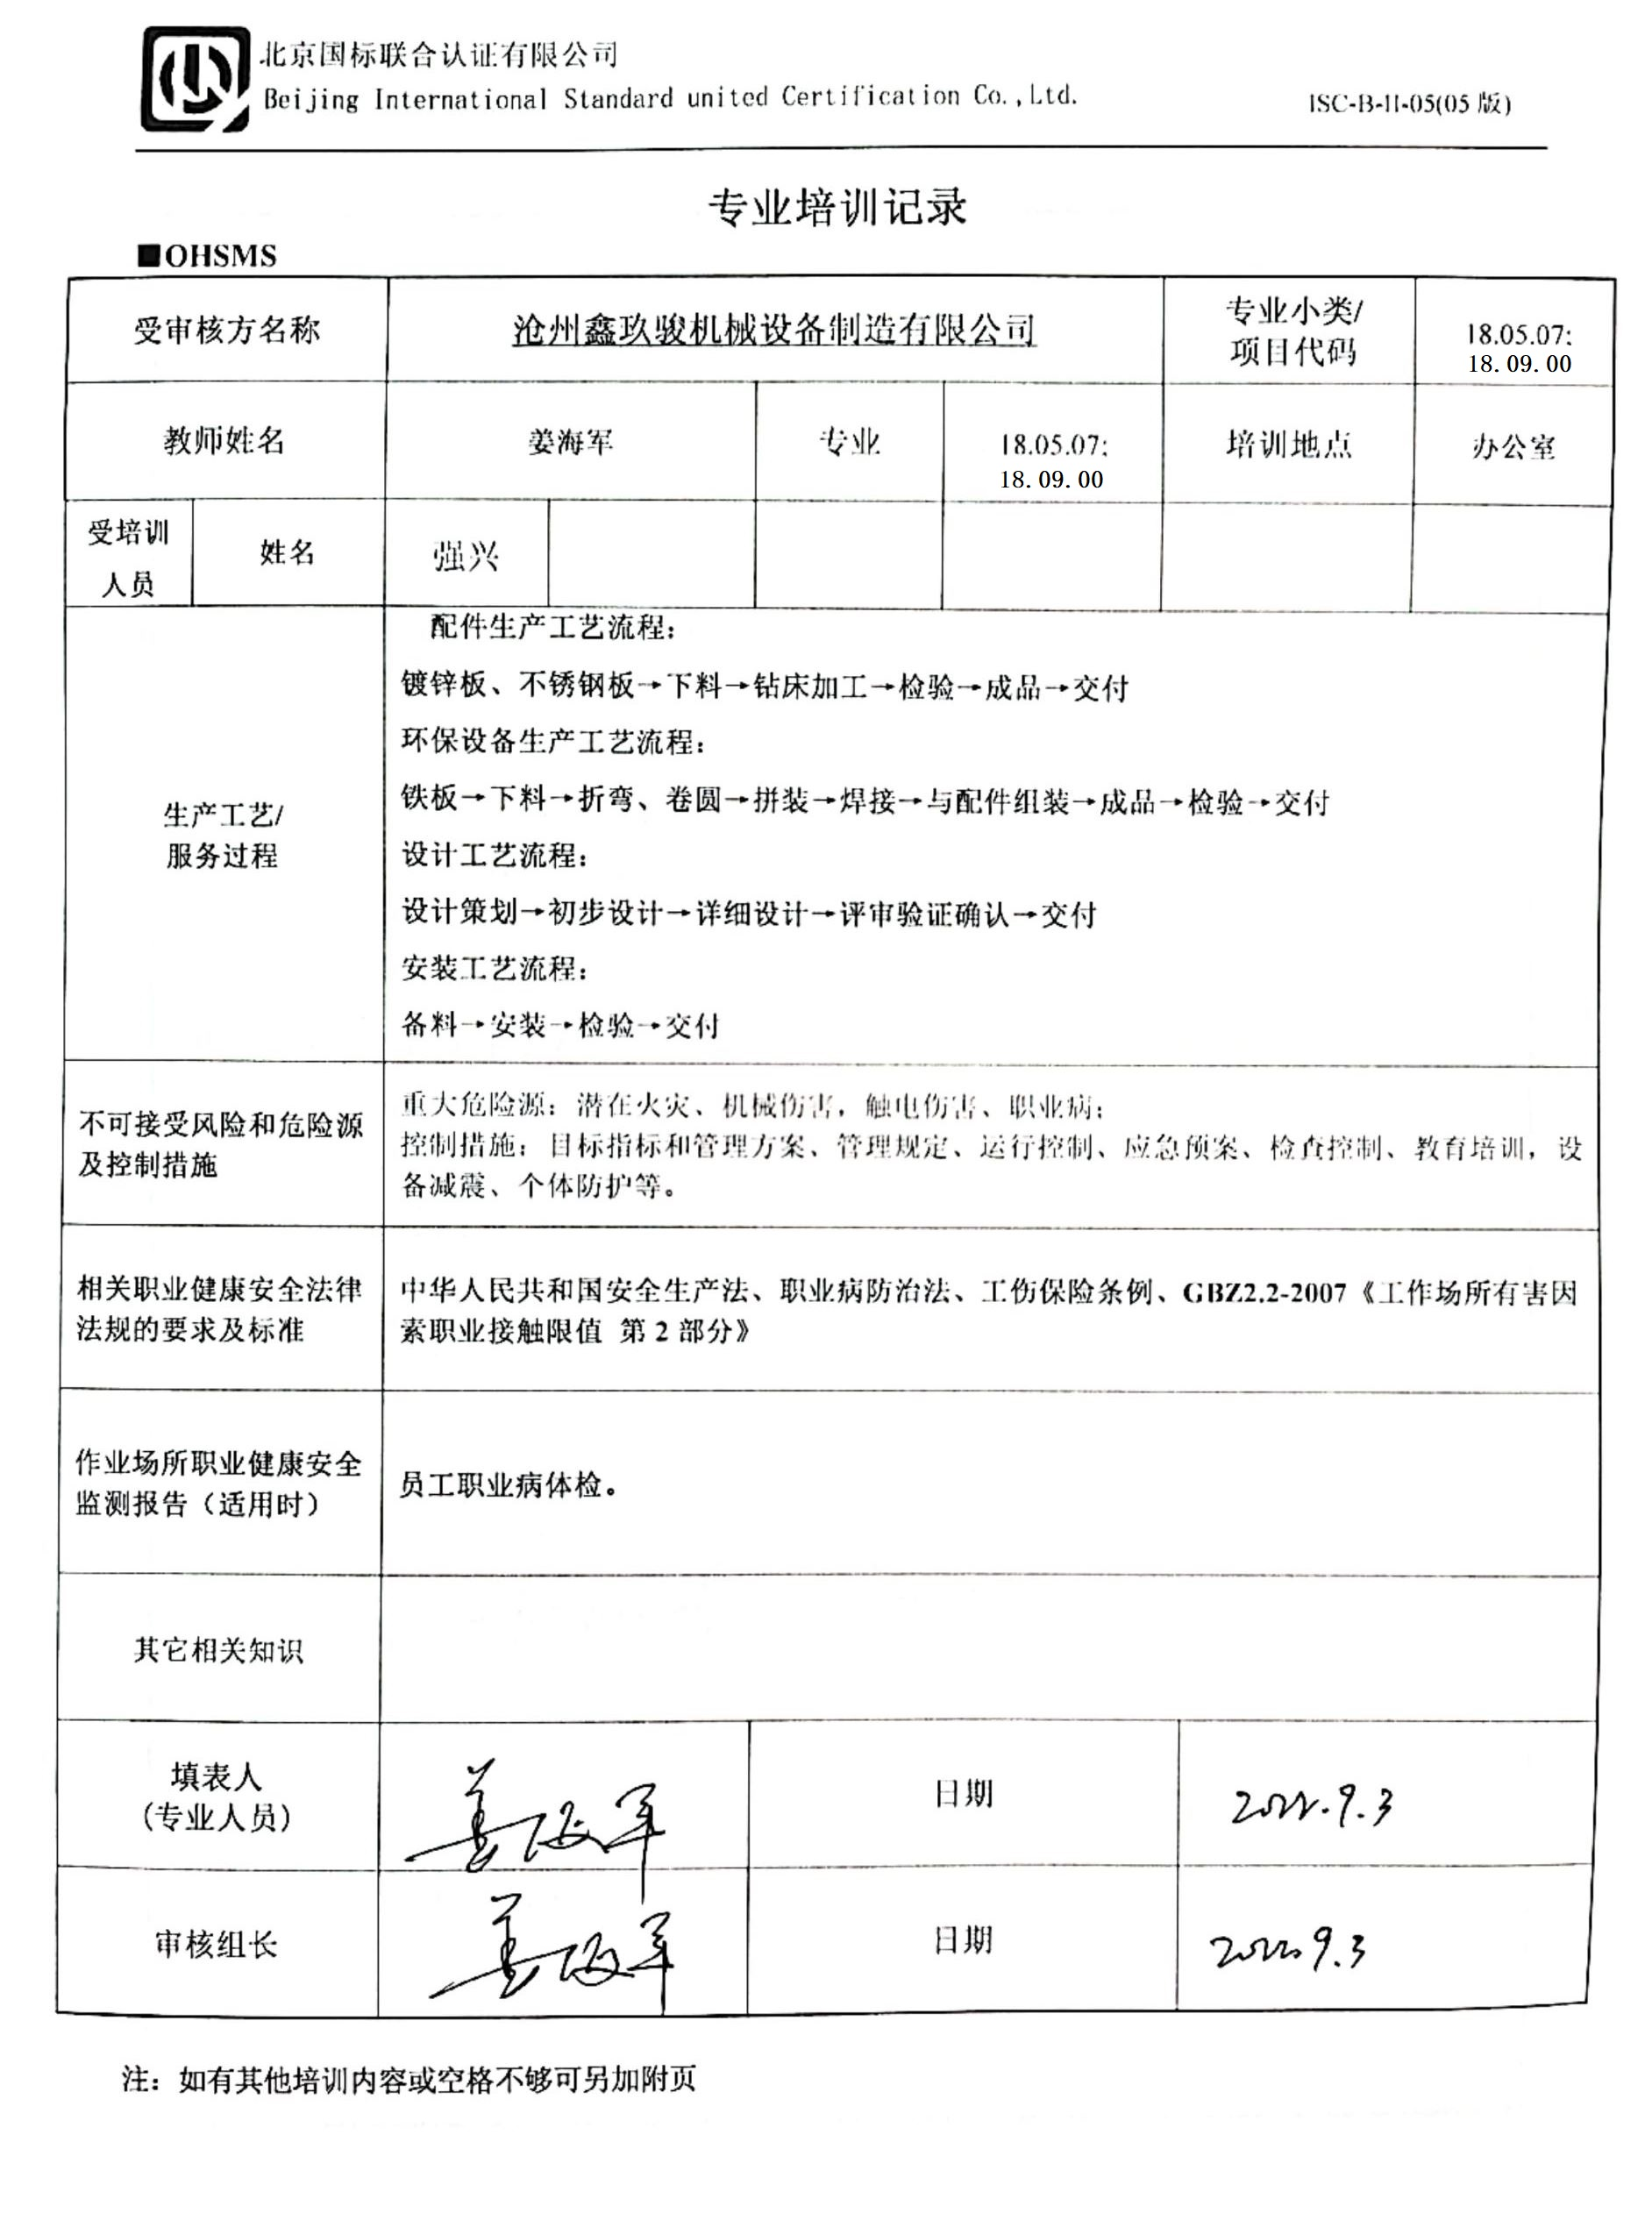 北京国标联合认证有限公司
Beijing International Standard united Certification Co.,Ltd.
ISC-B-II-05(05 版)
专业培训记录
■OHSMS
受审核方名称
沧州鑫玖骏机械设备制造有限公司
专业小类/
项目代码
18.05.07;
18.09.00
教师姓名
姜海军
专业
18.05.07;
18.09.00
培训地点
办公室
受培训
人员
姓名
强兴
生产工艺/
服务过程
配件生产工艺流程：
镀锌板、不锈钢板→下料→钻床加工→检验→成品→交付
环保设备生产工艺流程：
铁板→下料→折弯、卷圆→拼装→焊接→与配件组装→成品→检验→交付
设计工艺流程：
设计策划→初步设计→详细设计→评审验证确认→交付
安装工艺流程：
备料→安装→检验→交付
不可接受风险和危险源
及控制措施
重大危险源：潜在火灾、机械伤害，触电伤害、职业病；
控制措施：目标指标和管理方案、管理规定、运行控制、应急预案、检查控制、教育培训，设
备减震、个体防护等。
相关职业健康安全法律
法规的要求及标准
中华人民共和国安全生产法、职业病防治法、工伤保险条例、GBZ2.2-2007《工作场所有害因
素职业接触限值 第 2 部分》
作业场所职业健康安全
监测报告（适用时）
员工职业病体检。
其它相关知识
填表人
(专业人员)
姜海军
日期
2022.9.3
审核组长
姜海军
日期
2022.9.3
注：如有其他培训内容或空格不够可另加附页